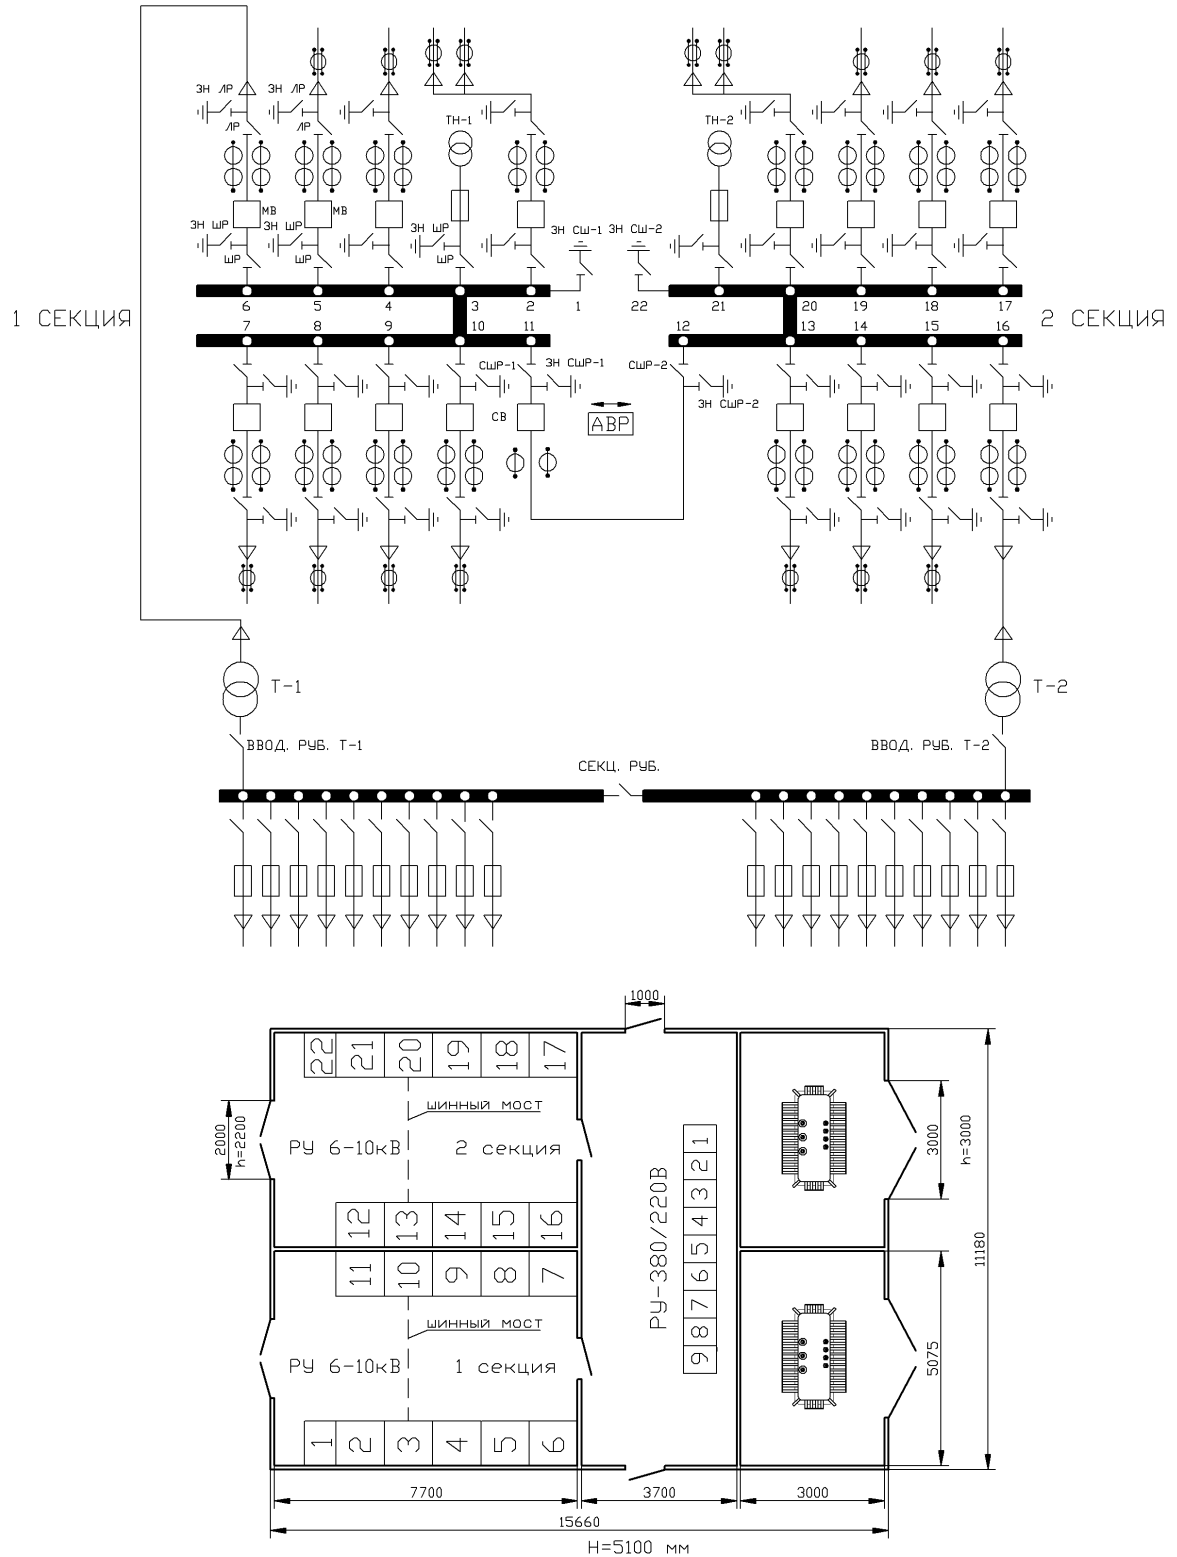 ЗН ЛР
ЗН ЛР
ЛР
ЛР
ТН-1
ТН-2
МВ
МВ
ЗН ШР
ЗН ШР
ЗН ШР
ЗН СШ-1
ЗН СШ-2
ШР
ШР
ШР
6
5
4
3
2
1
22
21
20
19
18
17
1 СЕКЦИЯ
2 СЕКЦИЯ
7
8
9
10
11
12
13
14
15
16
СШР-1
ЗН СШР-1
СШР-2
ЗН СШР-2
СВ
АВР
Т-1
Т-2
ВВОД. РУБ. Т-1
ВВОД. РУБ. Т-2
СЕКЦ. РУБ.
1000
22
21
20
19
18
17
шинный мост
РУ 6-10кВ
2 секция
2000
h=2200
12
13
14
15
16
11
10
9
8
7
шинный мост
РУ 6-10кВ
1 секция
1
2
3
4
5
6
РУ-380/220В
1
2
3
4
5
6
7
8
9
3000
h=3000
11180
5075
7700
3700
3000
15660
H=5100 мм